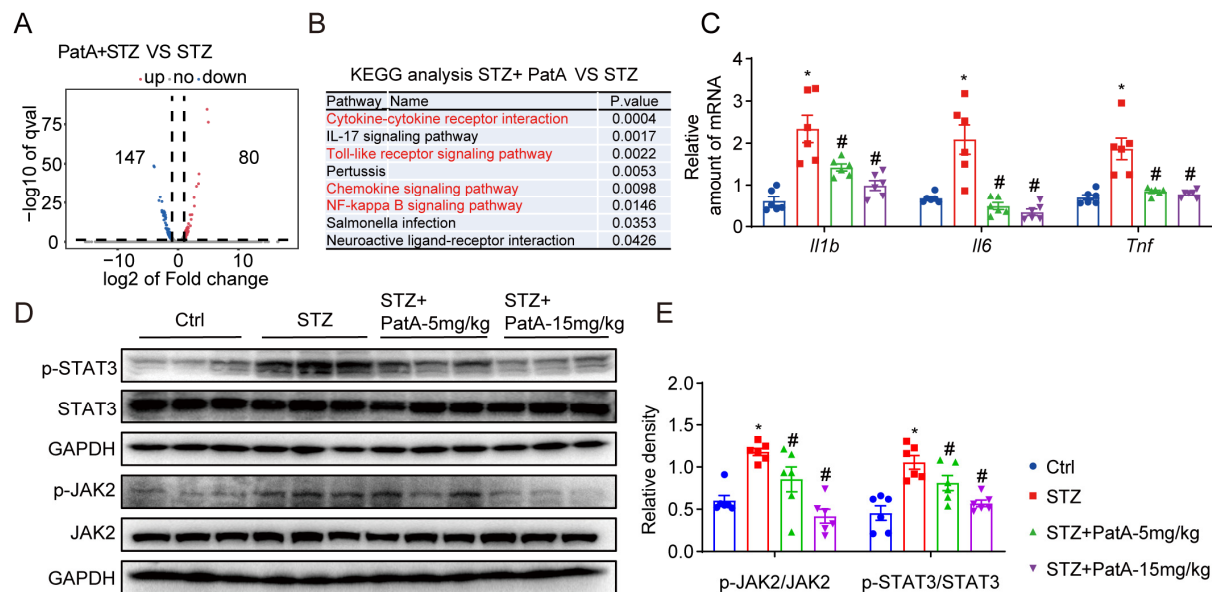 A
PatA+STZ VS STZ
up no down
147
80
100
75
50
25
0
−10
0
10
−log10 of qval
log2 of Fold change
B
KEGG analysis STZ+ PatA VS STZ
Pathway Name P.value
Cytokine-cytokine receptor interaction 0.0004
IL-17 signaling pathway 0.0017
Toll-like receptor signaling pathway 0.0022
Pertussis 0.0053
Chemokine signaling pathway 0.0098
NF-kappa B signaling pathway 0.0146
Salmonella infection 0.0353
Neuroactive ligand-receptor interaction 0.0426
C
Relative
amount of mRNA
4
3
2
1
0
* # #
* # #
* # #
Il1b Il6 Tnf
D
Ctrl
STZ
STZ+
PatA-5mg/kg
STZ+
PatA-15mg/kg
p-STAT3
STAT3
GAPDH
p-JAK2
JAK2
GAPDH
E
Relative density
2.0
1.5
1.0
0.5
0.0
* # #
* # #
p-JAK2/JAK2 p-STAT3/STAT3
Ctrl
STZ
STZ+PatA-5mg/kg
STZ+PatA-15mg/kg